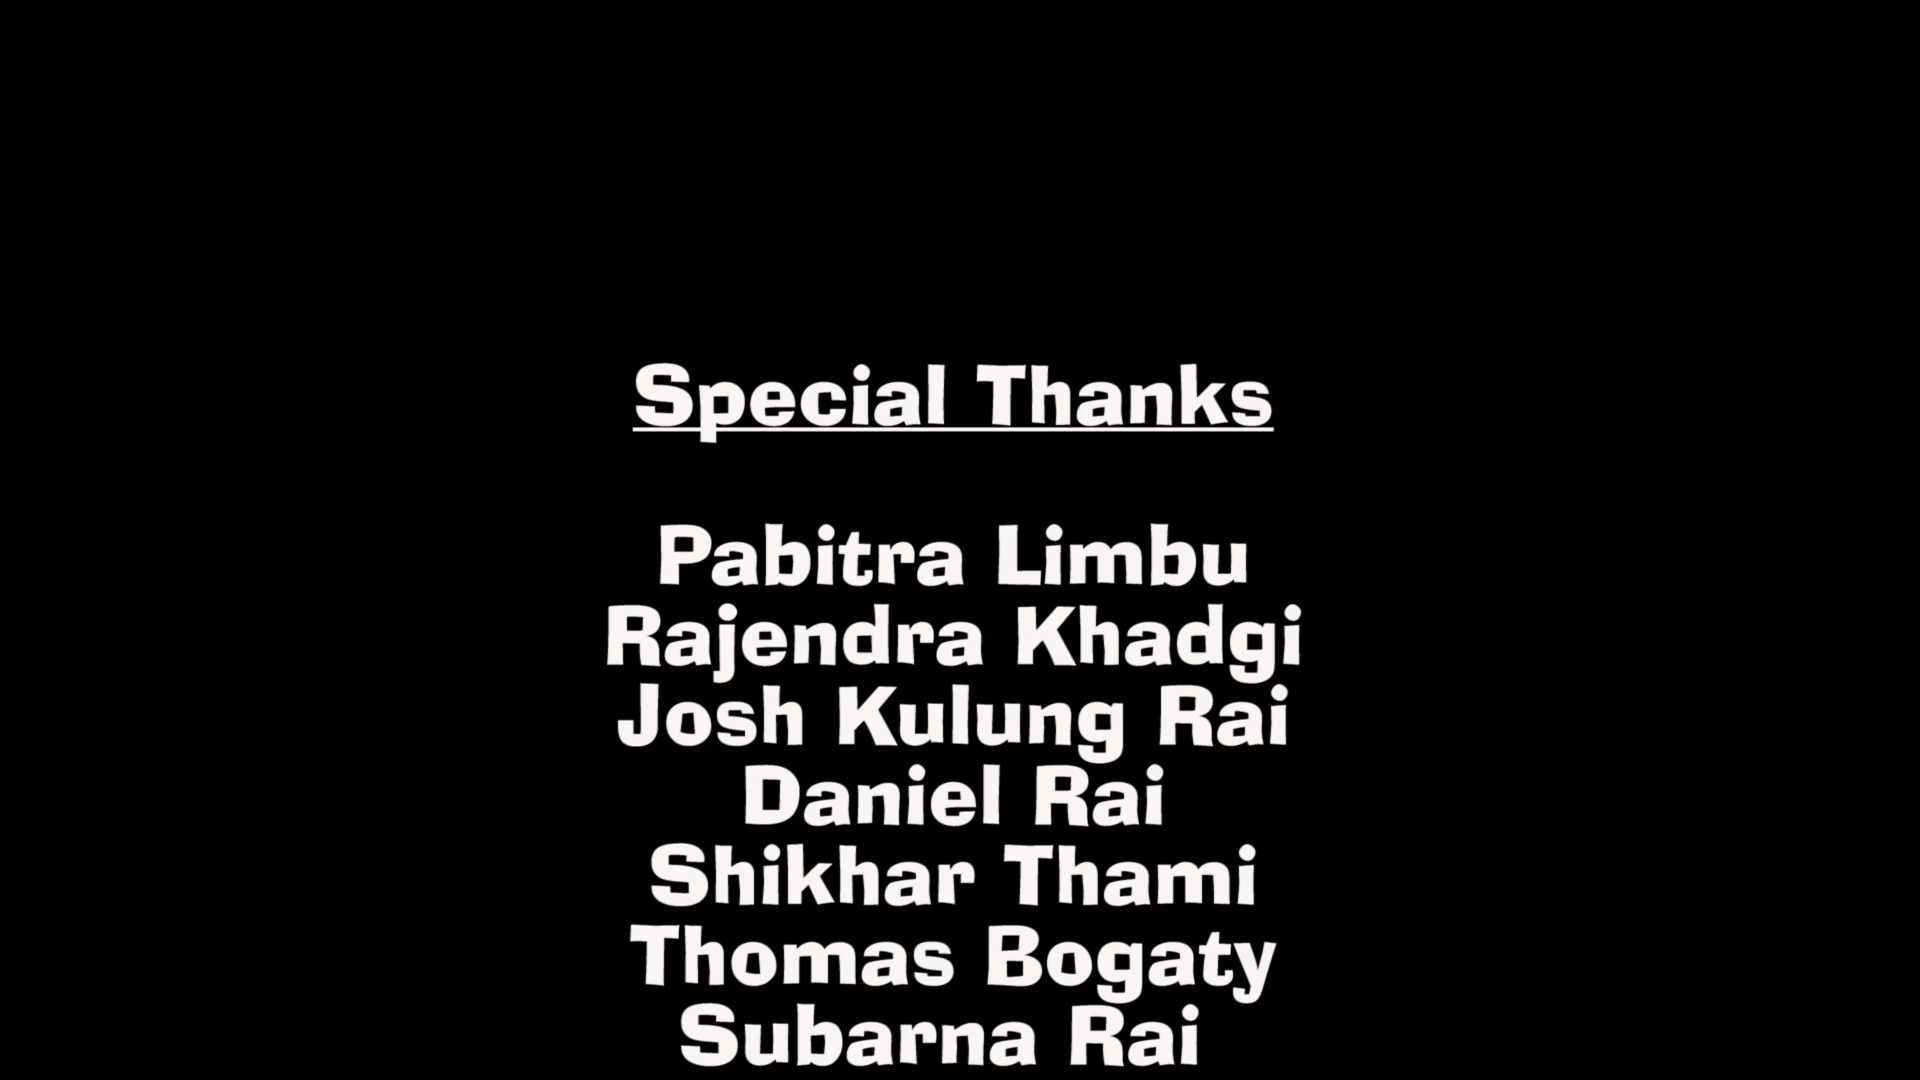 Special Thanks
Pabitra Limbu
Rajendra Khadgi
Josh Kulung Rai
Daniel Rai
Shikhar Thami
Thomas Bogaty
Subarna Rai